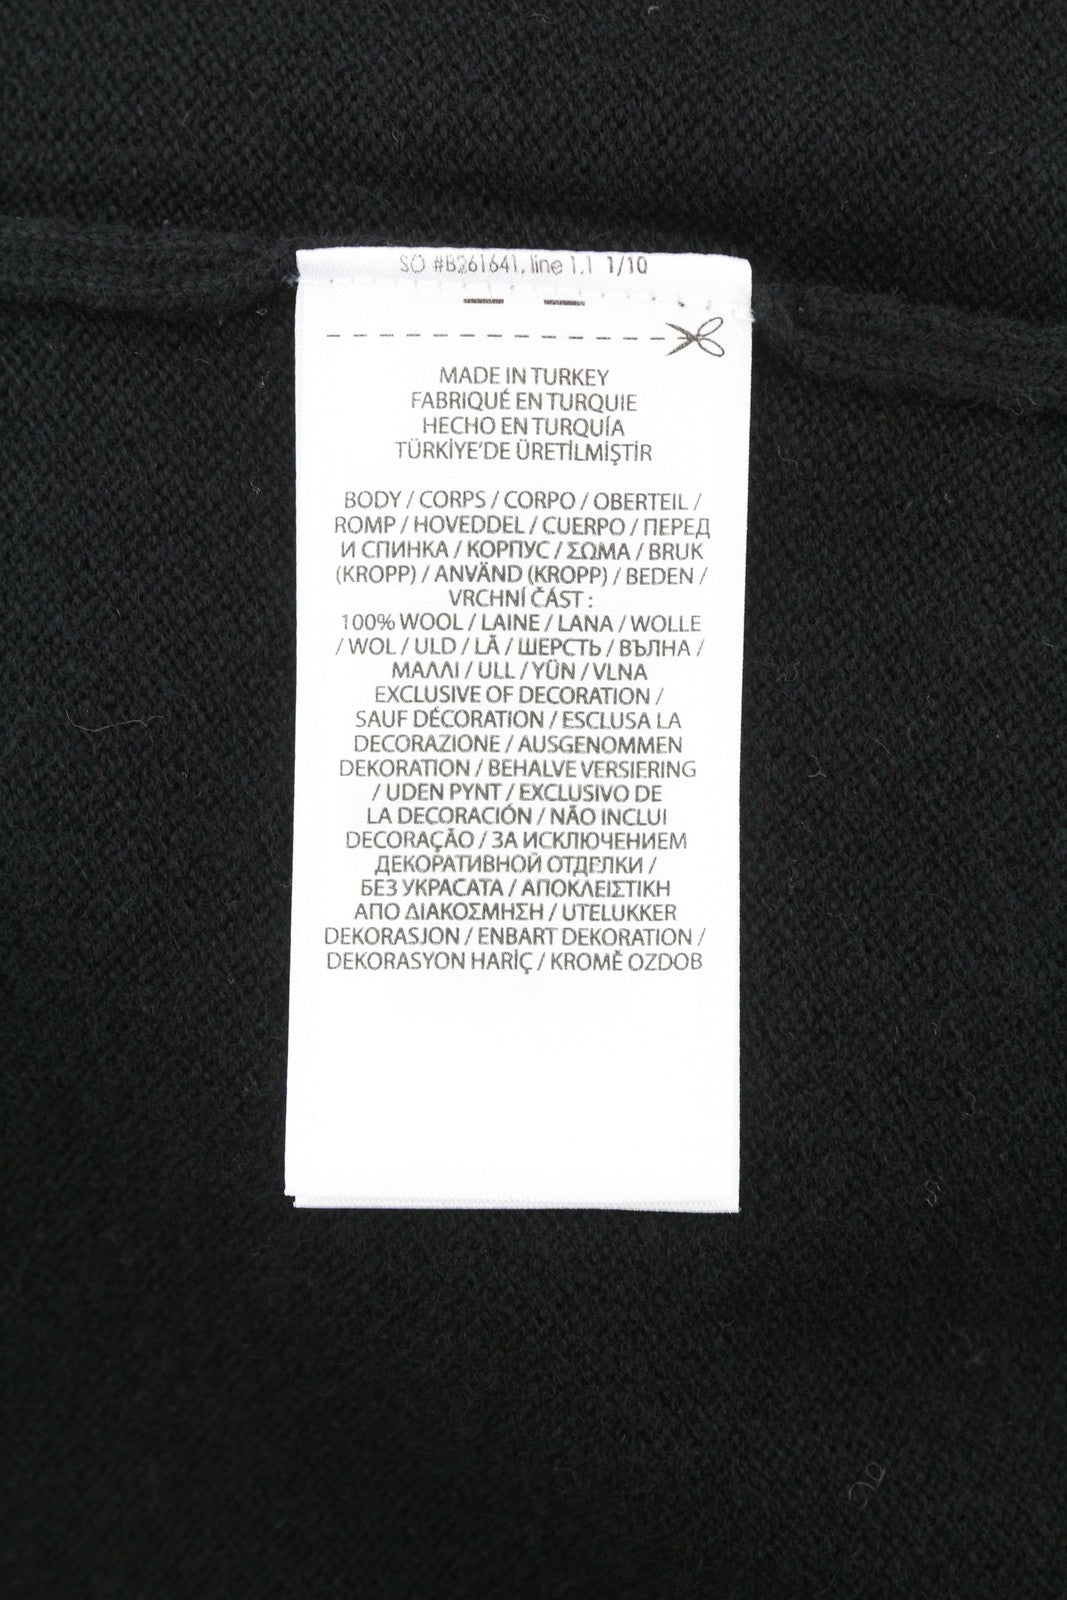 SO #B261641, line 1.1 1/10
MADE IN TURKEY
FABRIQUÉ EN TURQUIE
HECHO EN TURQUÍA
TÜRKİYE'DE ÜRETİLMİŞTİR
BODY / CORPS / CORPO / OBERTEIL /
ROMP / HOVEDDEL / CUERPO / ПЕРЕД
И СПИНКА / КОРПУС / ΣΩΜΑ / BRUK
(KROPP) / ANVÄND (KROPP) / BEDEN /
VRCHNÍ ČÁST :
100% WOOL / LAINE / LANA / WOLLE
/ WOL / ULD / LÃ / ШЕРСТЬ / ВЪЛНА /
ΜΑΛΛΙ / ULL / YÜN / VLNA
EXCLUSIVE OF DECORATION /
SAUF DÉCORATION / ESCLUSA LA
DECORAZIONE / AUSGENOMMEN
DEKORATION / BEHALVE VERSIERING
/ UDEN PYNT / EXCLUSIVO DE
LA DECORACIÓN / NÃO INCLUI
DECORAÇÃO / ЗА ИСКЛЮЧЕНИЕМ
ДЕКОРАТИВНОЙ ОТДЕЛКИ /
БЕЗ УКРАСАТА / ΑΠΟΚΛΕΙΣΤΙΚΗ
ΑΠΟ ΔΙΑΚΟΣΜΗΣΗ / UTELUKKER
DEKORASJON / ENBART DEKORATION /
DEKORASYON HARİÇ / KROMĚ OZDOB